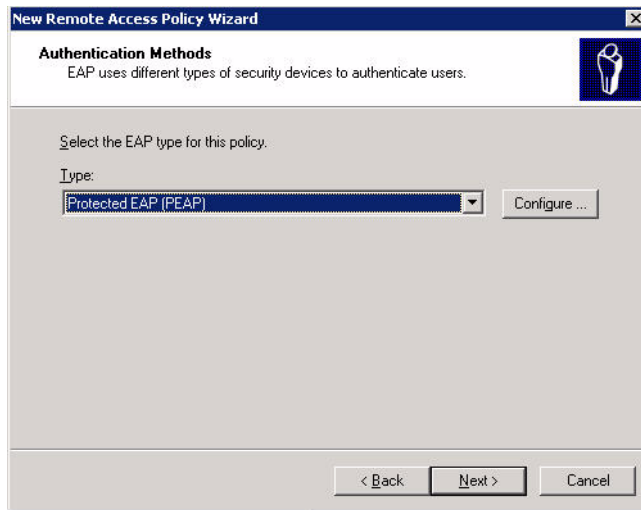 New Remote Access Policy Wizard
Authentication Methods
EAP uses different types of security devices to authenticate users.
Select the EAP type for this policy.
Type:
Protected EAP (PEAP)
Configure ...
< Back
Next >
Cancel